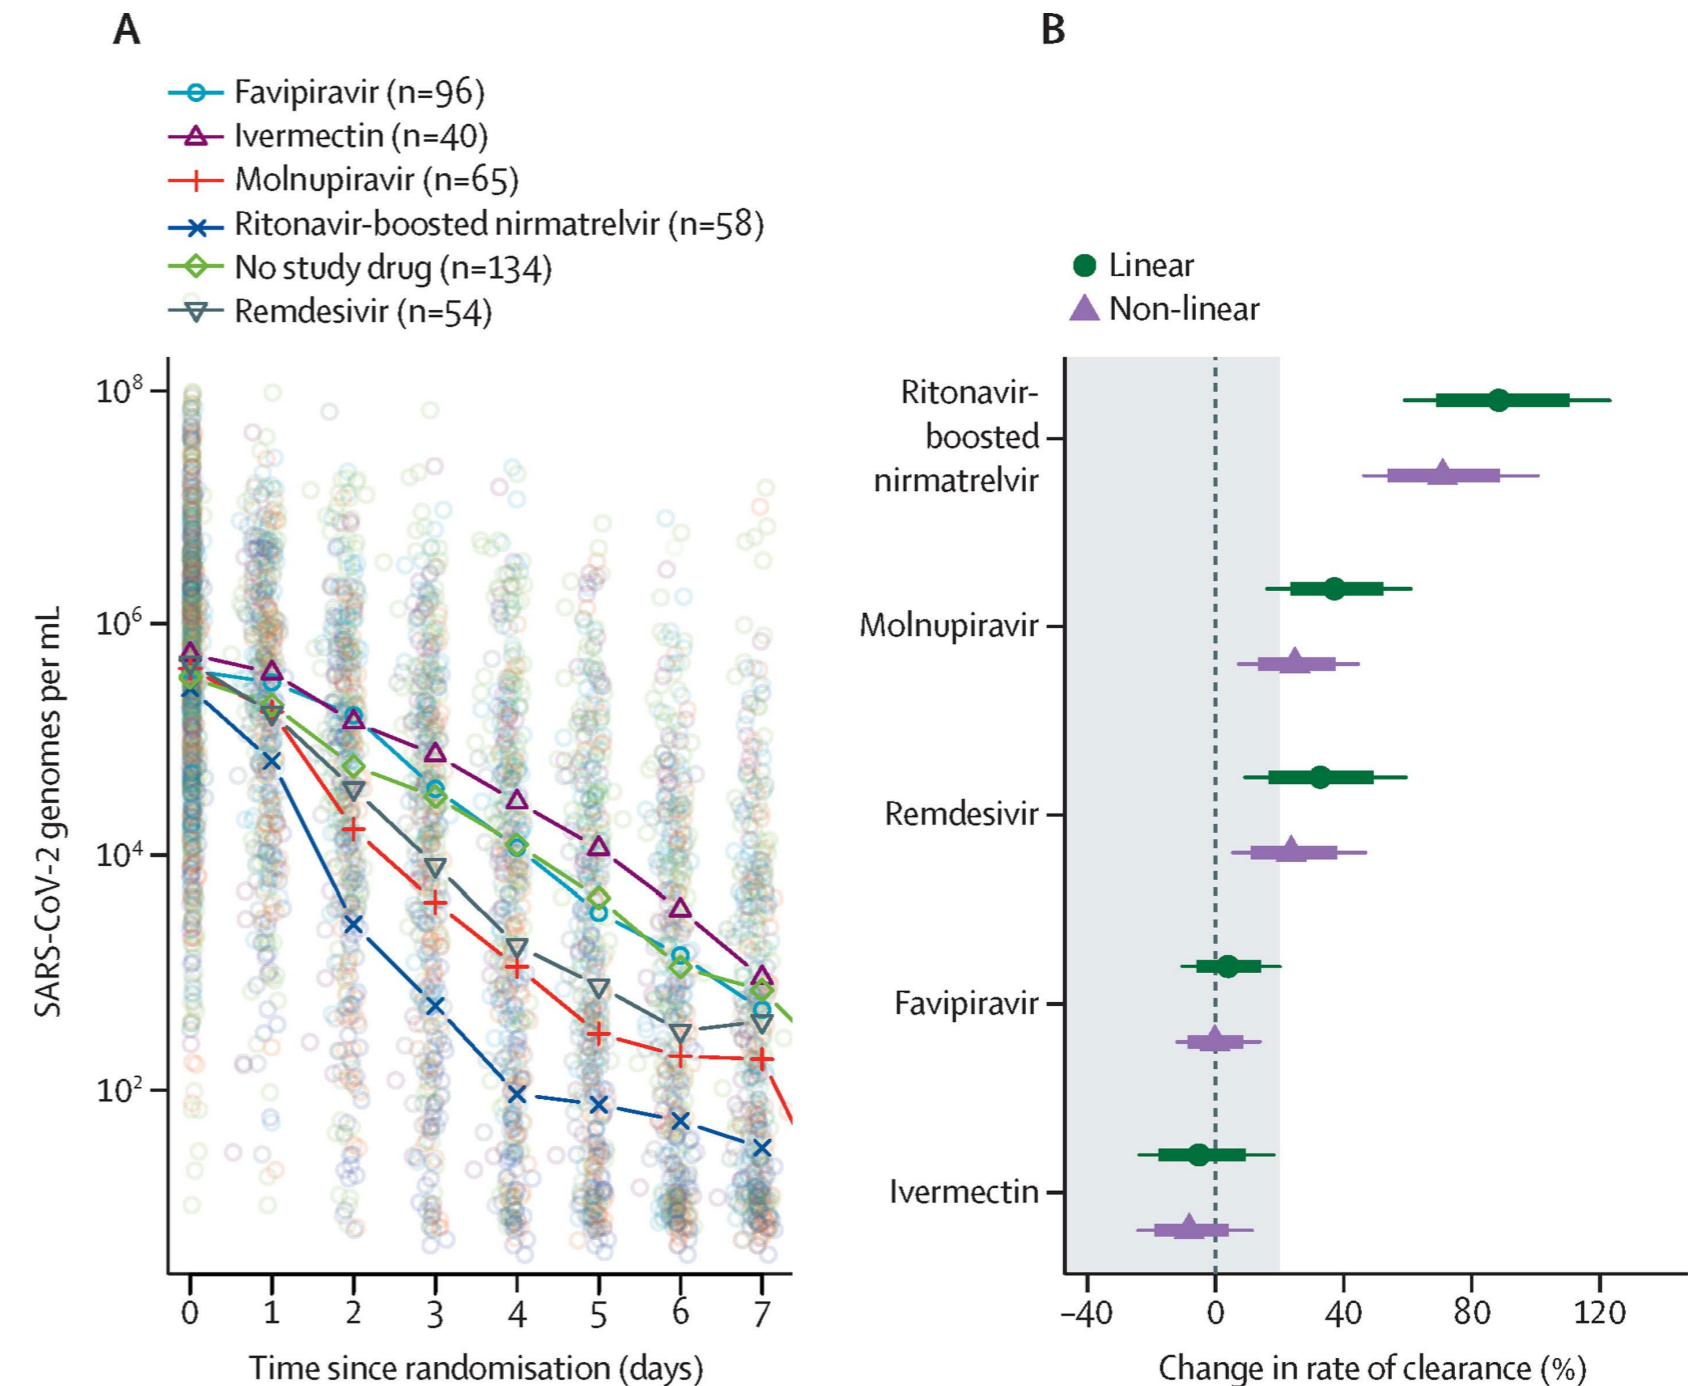 A
Favipiravir (n=96)
Ivermectin (n=40)
Molnupiravir (n=65)
Ritonavir-boosted nirmatrelvir (n=58)
No study drug (n=134)
Remdesivir (n=54)
10⁸
10⁶
10⁴
10²
SARS-CoV-2 genomes per mL
0 1 2 3 4 5 6 7
Time since randomisation (days)
B
Linear
Non-linear
Ritonavir-
boosted
nirmatrelvir
Molnupiravir
Remdesivir
Favipiravir
Ivermectin
–40 0 40 80 120
Change in rate of clearance (%)